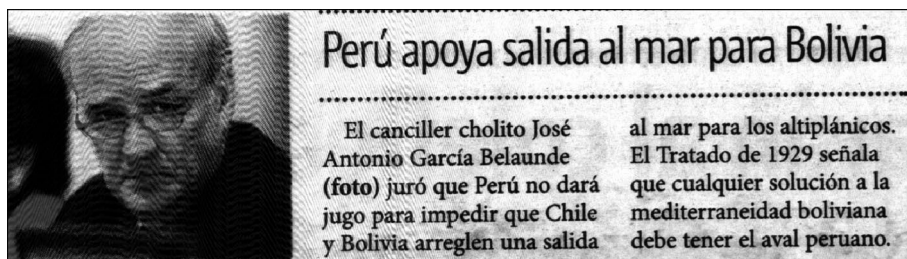 Perú apoya salida al mar para Bolivia
El canciller cholito José
Antonio García Belaunde
(foto) juró que Perú no dará
jugo para impedir que Chile
y Bolivia arreglen una salida
al mar para los altiplánicos.
El Tratado de 1929 señala
que cualquier solución a la
mediterraneidad boliviana
debe tener el aval peruano.